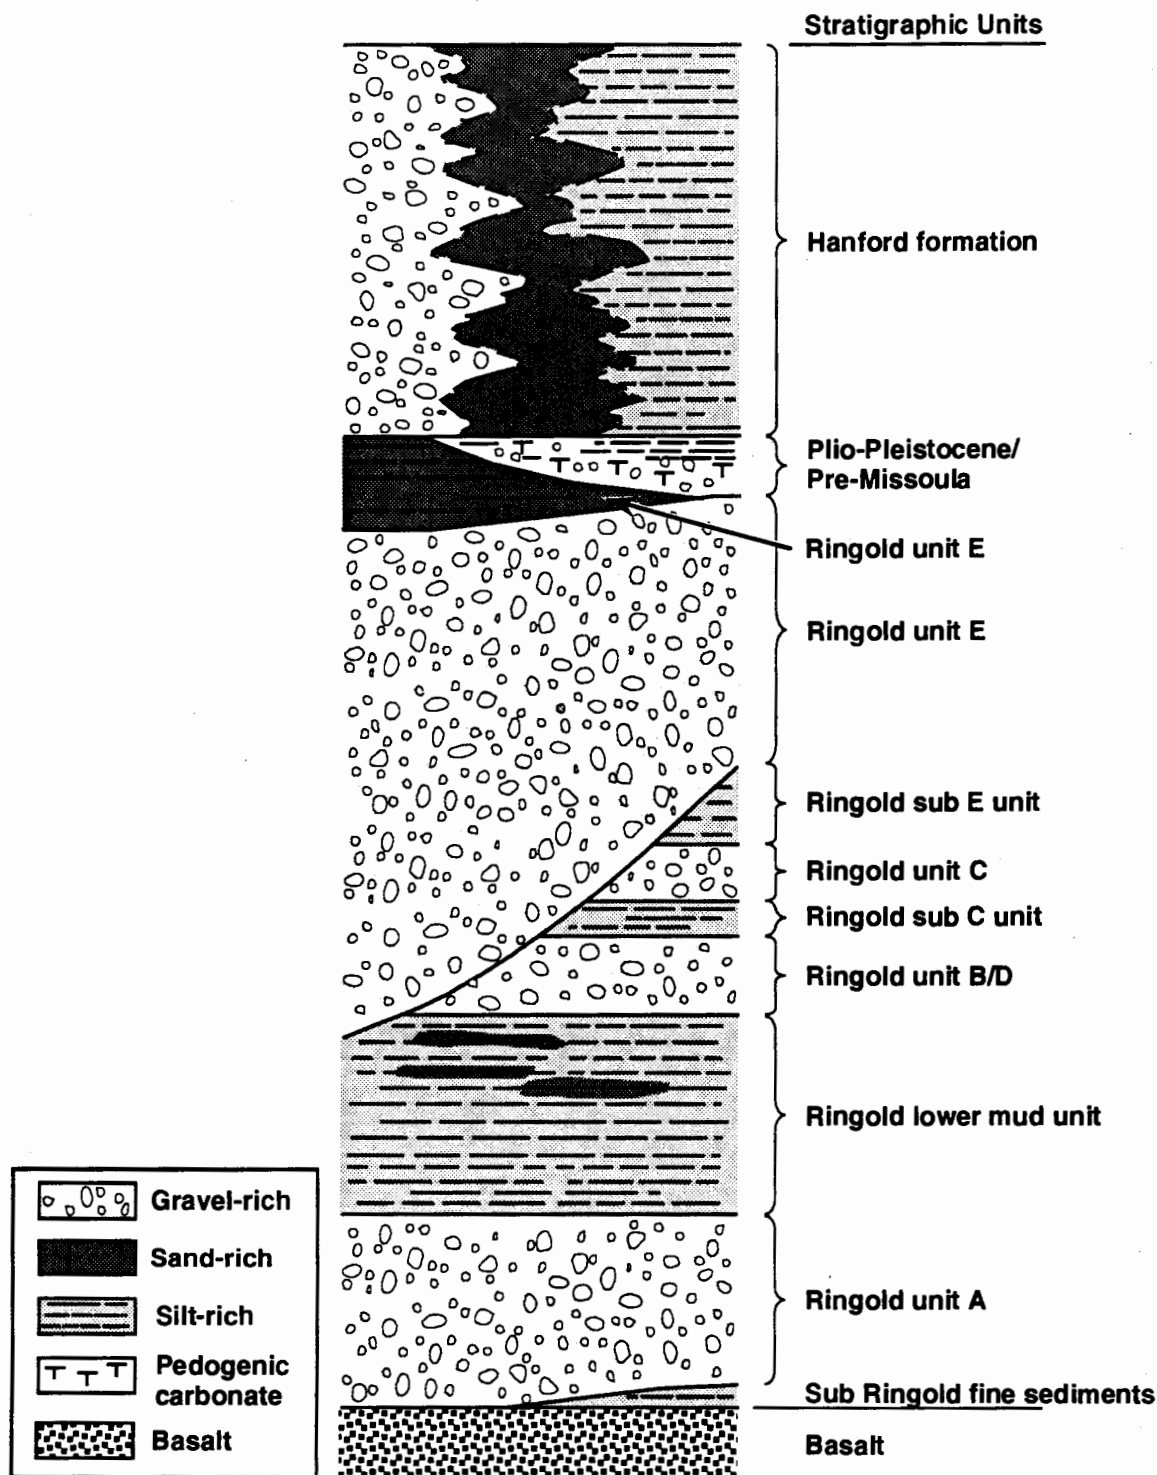 Stratigraphic Units
Hanford formation
Plio-Pleistocene/
Pre-Missoula
Ringold unit E
Ringold unit E
Ringold sub E unit
Ringold unit C
Ringold sub C unit
Ringold unit B/D
Ringold lower mud unit
Ringold unit A
Sub Ringold fine sediments
Basalt
Gravel-rich
Sand-rich
Silt-rich
Pedogenic
carbonate
Basalt